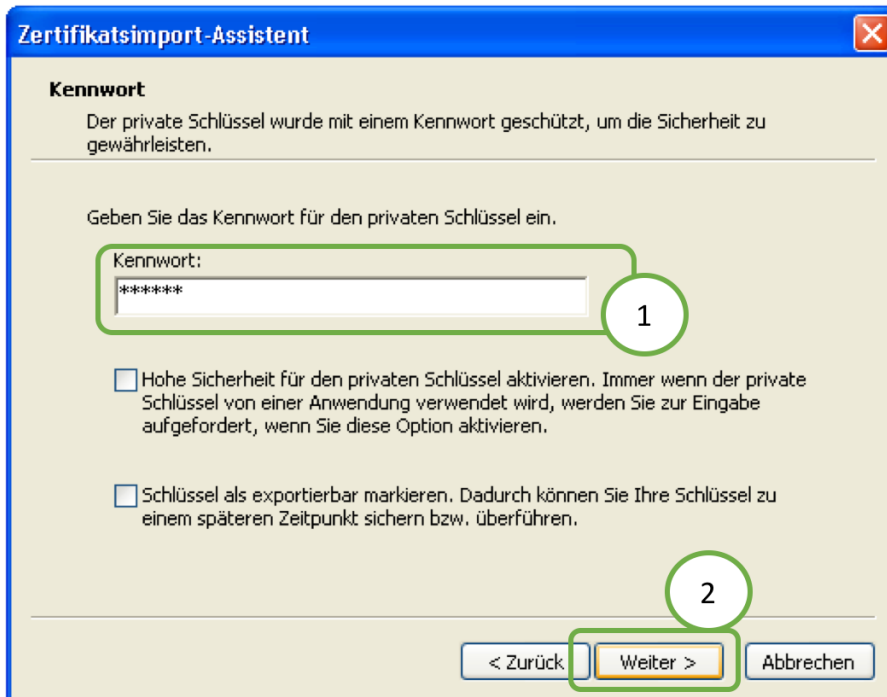 Zertifikatsimport-Assistent
Kennwort
Der private Schlüssel wurde mit einem Kennwort geschützt, um die Sicherheit zu
gewährleisten.
Geben Sie das Kennwort für den privaten Schlüssel ein.
Kennwort:
******
1
Hohe Sicherheit für den privaten Schlüssel aktivieren. Immer wenn der private
Schlüssel von einer Anwendung verwendet wird, werden Sie zur Eingabe
aufgefordert, wenn Sie diese Option aktivieren.
Schlüssel als exportierbar markieren. Dadurch können Sie Ihre Schlüssel zu
einem späteren Zeitpunkt sichern bzw. überführen.
2
< Zurück Weiter > Abbrechen